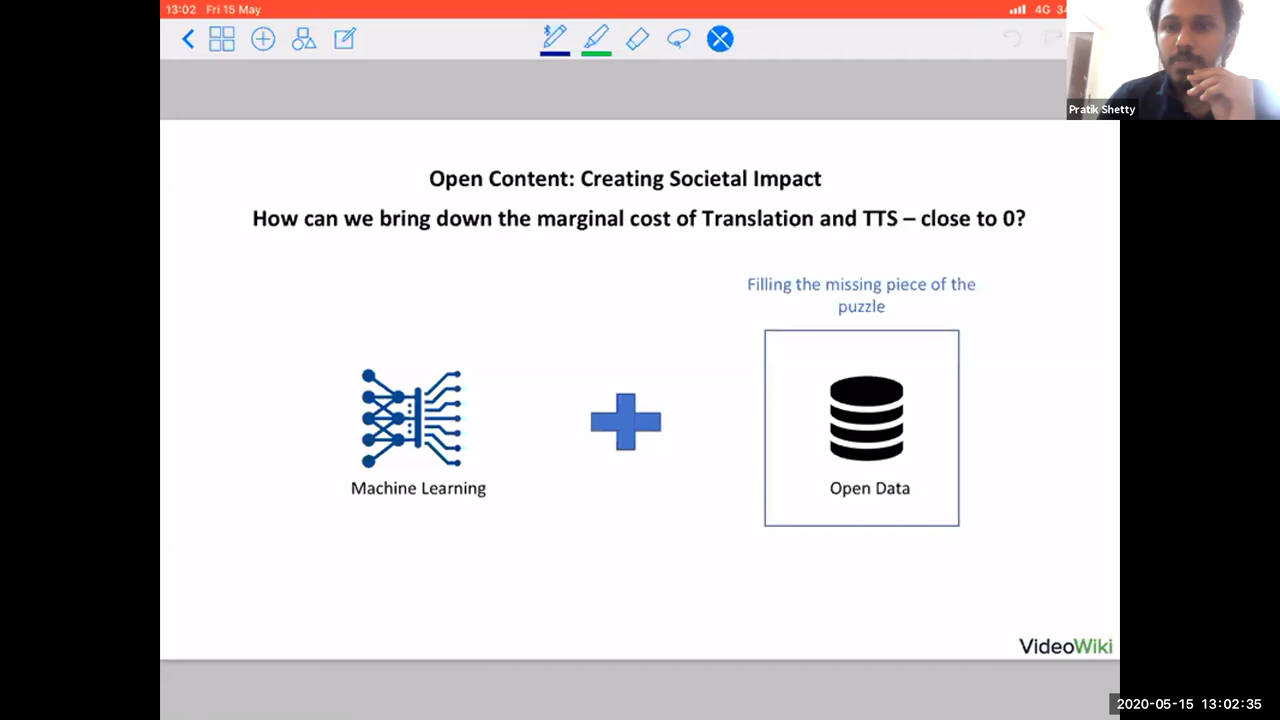 13:02 Fri 15 May
4G
Pratik Shetty
Open Content: Creating Societal Impact
How can we bring down the marginal cost of Translation and TTS – close to 0?
Filling the missing piece of the
puzzle
Machine Learning
Open Data
VideoWiki
2020-05-15 13:02:35